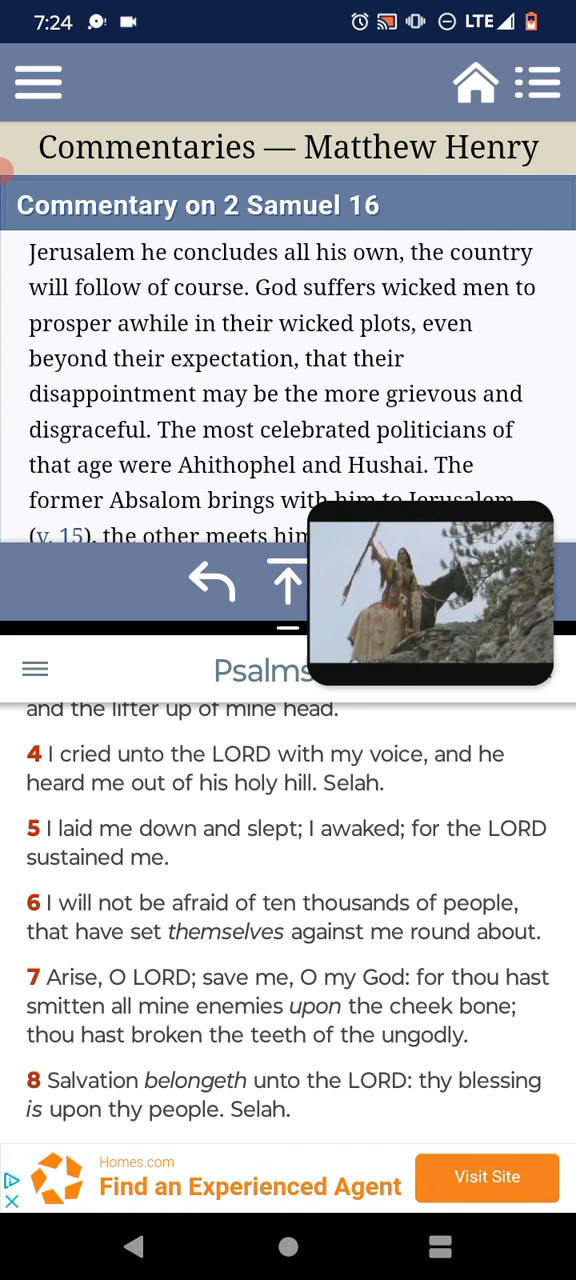 7:24
LTE
Commentaries — Matthew Henry
Commentary on 2 Samuel 16
Jerusalem he concludes all his own, the country
will follow of course. God suffers wicked men to
prosper awhile in their wicked plots, even
beyond their expectation, that their
disappointment may be the more grievous and
disgraceful. The most celebrated politicians of
that age were Ahithophel and Hushai. The
former Absalom brings with him to Jerusalem
(v. 15), the other meets him
Psalms
and the lifter up of mine head.
4 I cried unto the LORD with my voice, and he
heard me out of his holy hill. Selah.
5 I laid me down and slept; I awaked; for the LORD
sustained me.
6 I will not be afraid of ten thousands of people,
that have set themselves against me round about.
7 Arise, O LORD; save me, O my God: for thou hast
smitten all mine enemies upon the cheek bone;
thou hast broken the teeth of the ungodly.
8 Salvation belongeth unto the LORD: thy blessing
is upon thy people. Selah.
Homes.com
Find an Experienced Agent
Visit Site